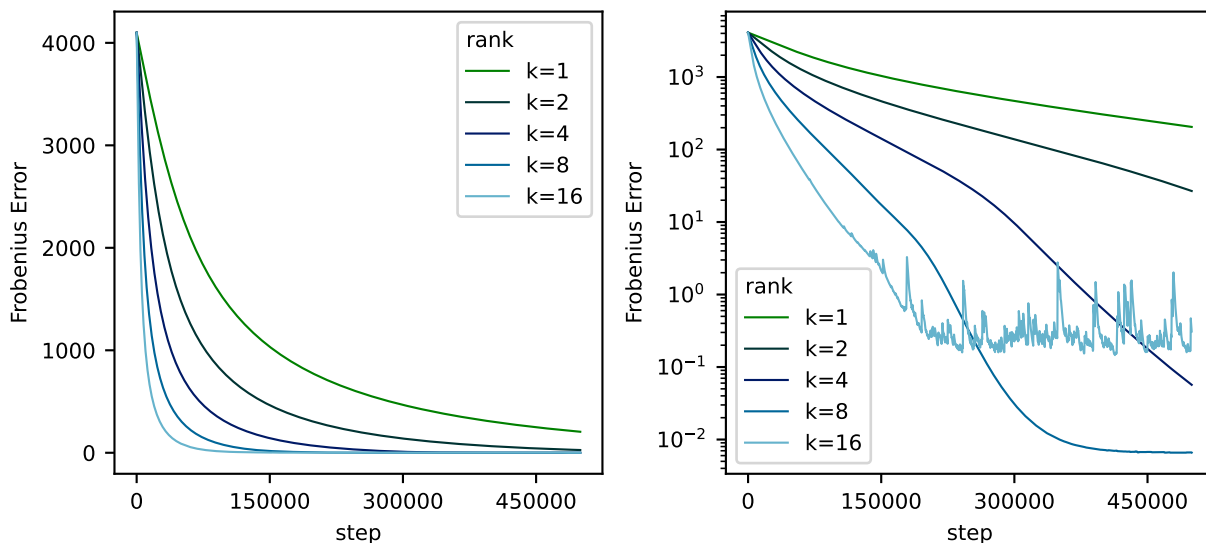 Frobenius Error
4000
3000
2000
1000
0
0
150000
300000
450000
step
rank
k=1
k=2
k=4
k=8
k=16
Frobenius Error
10³
10²
10¹
10⁰
10⁻¹
10⁻²
0
150000
300000
450000
step
rank
k=1
k=2
k=4
k=8
k=16